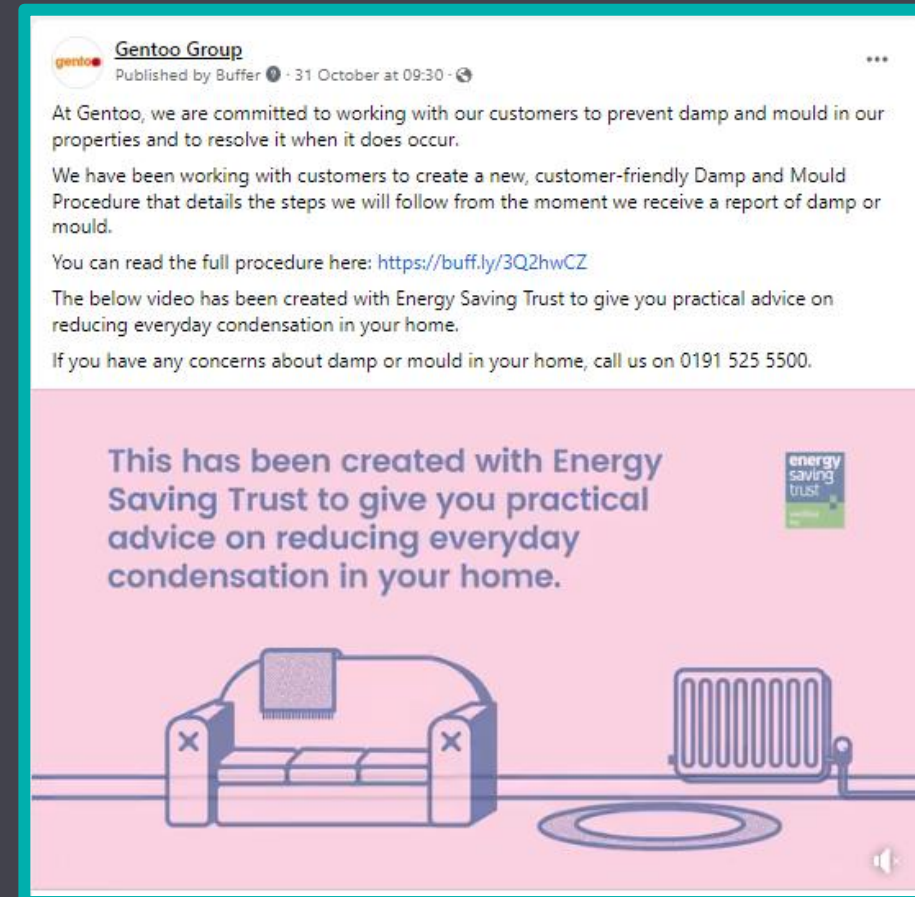 gentoo
Gentoo Group
Published by Buffer · 31 October at 09:30 ·
At Gentoo, we are committed to working with our customers to prevent damp and mould in our
properties and to resolve it when it does occur.
We have been working with customers to create a new, customer-friendly Damp and Mould
Procedure that details the steps we will follow from the moment we receive a report of damp or
mould.
You can read the full procedure here: https://buff.ly/3Q2hwCZ
The below video has been created with Energy Saving Trust to give you practical advice on
reducing everyday condensation in your home.
If you have any concerns about damp or mould in your home, call us on 0191 525 5500.
This has been created with Energy
Saving Trust to give you practical
advice on reducing everyday
condensation in your home.
energy
saving
trust